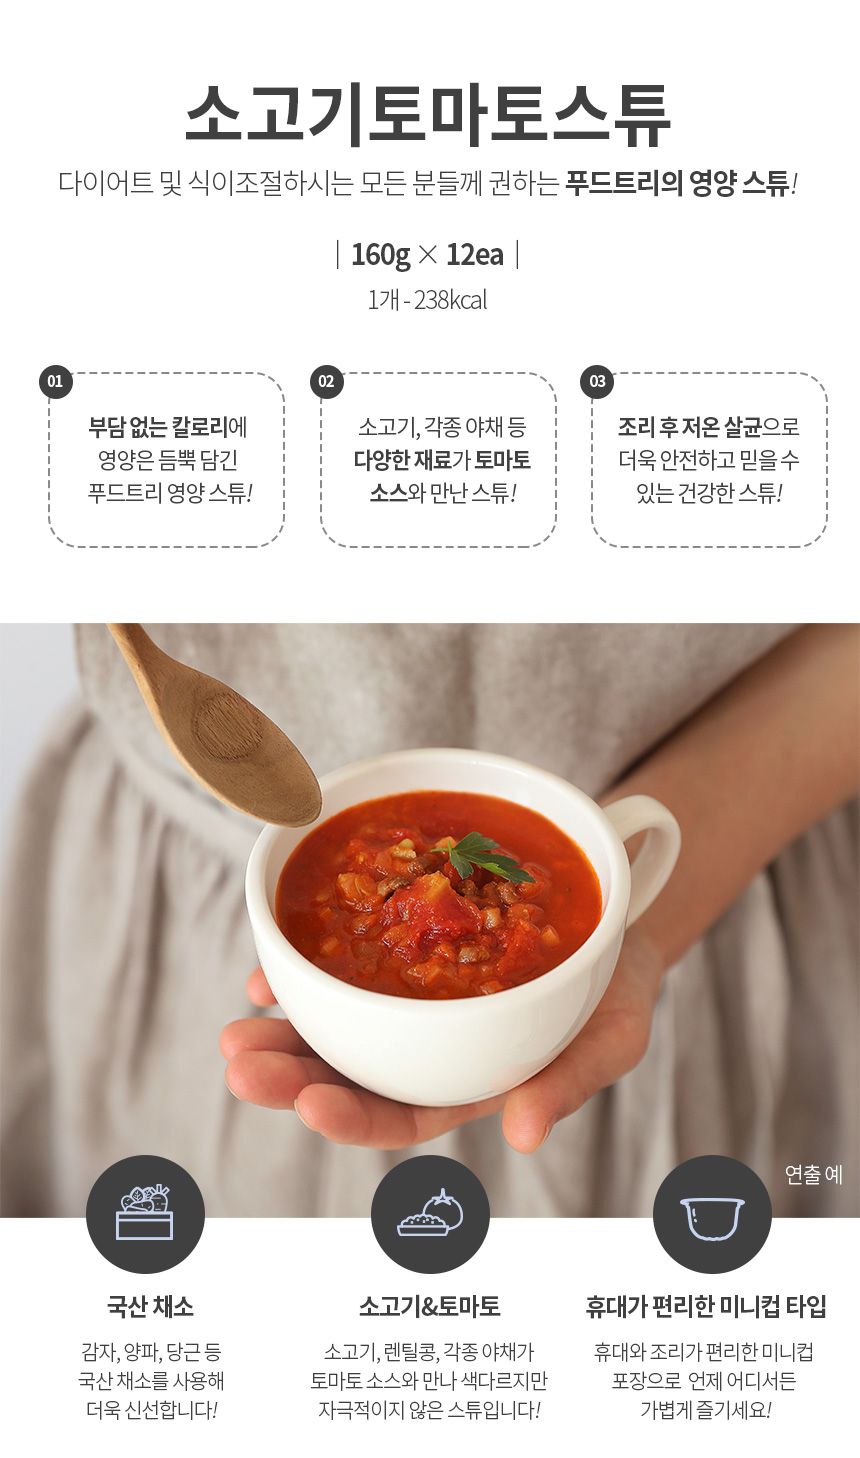 소고기토마토스튜
다이어트 및 식이조절하시는 모든 분들께 권하는 푸드트리의 영양 스튜!
| 160g × 12ea |
1개 - 238kcal
01
부담 없는 칼로리에
영양은 듬뿍 담긴
푸드트리 영양 스튜!
02
소고기, 각종 야채 등
다양한 재료가 토마토
소스와 만난 스튜!
03
조리 후 저온 살균으로
더욱 안전하고 믿을 수
있는 건강한 스튜!
연출 예
국산 채소
감자, 양파, 당근 등
국산 채소를 사용해
더욱 신선합니다!
소고기&토마토
소고기, 렌틸콩, 각종 야채가
토마토 소스와 만나 색다르지만
자극적이지 않은 스튜입니다!
휴대가 편리한 미니컵 타입
휴대와 조리가 편리한 미니컵
포장으로 언제 어디서든
가볍게 즐기세요!